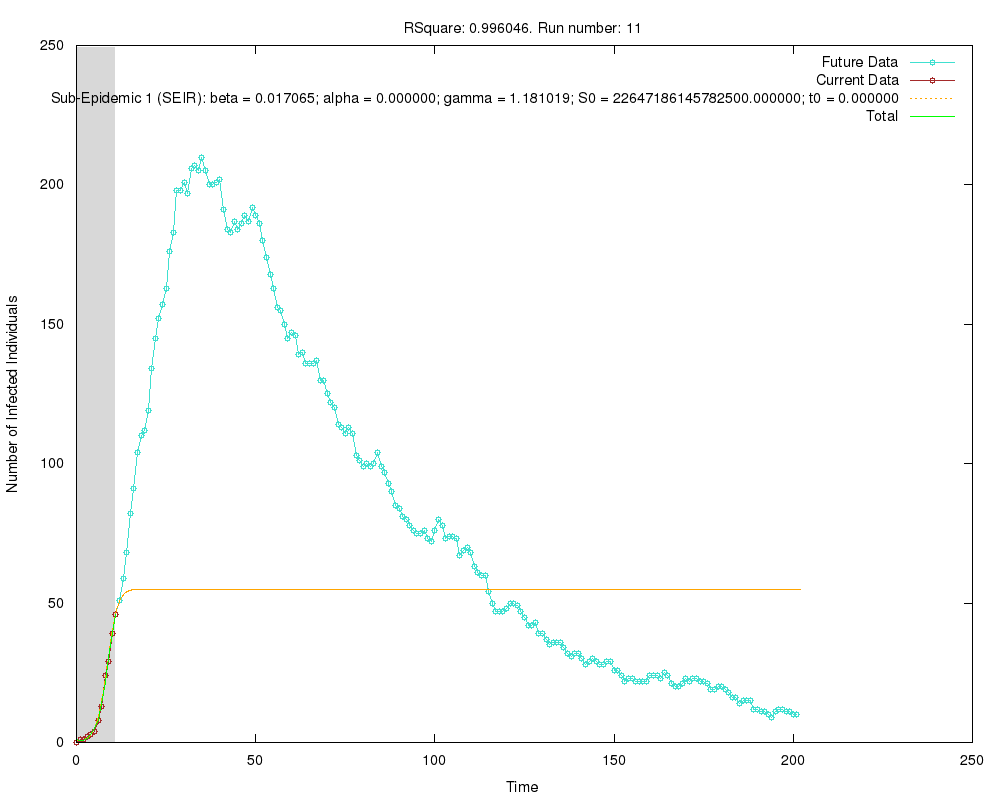 RSquare: 0.996046. Run number: 11
250
200
150
100
50
0
Number of Infected Individuals
Future Data
Current Data
Sub-Epidemic 1 (SEIR): beta = 0.017065; alpha = 0.000000; gamma = 1.181019; S0 = 22647186145782500.000000; t0 = 0.000000
Total
0 50 100 150 200 250
Time